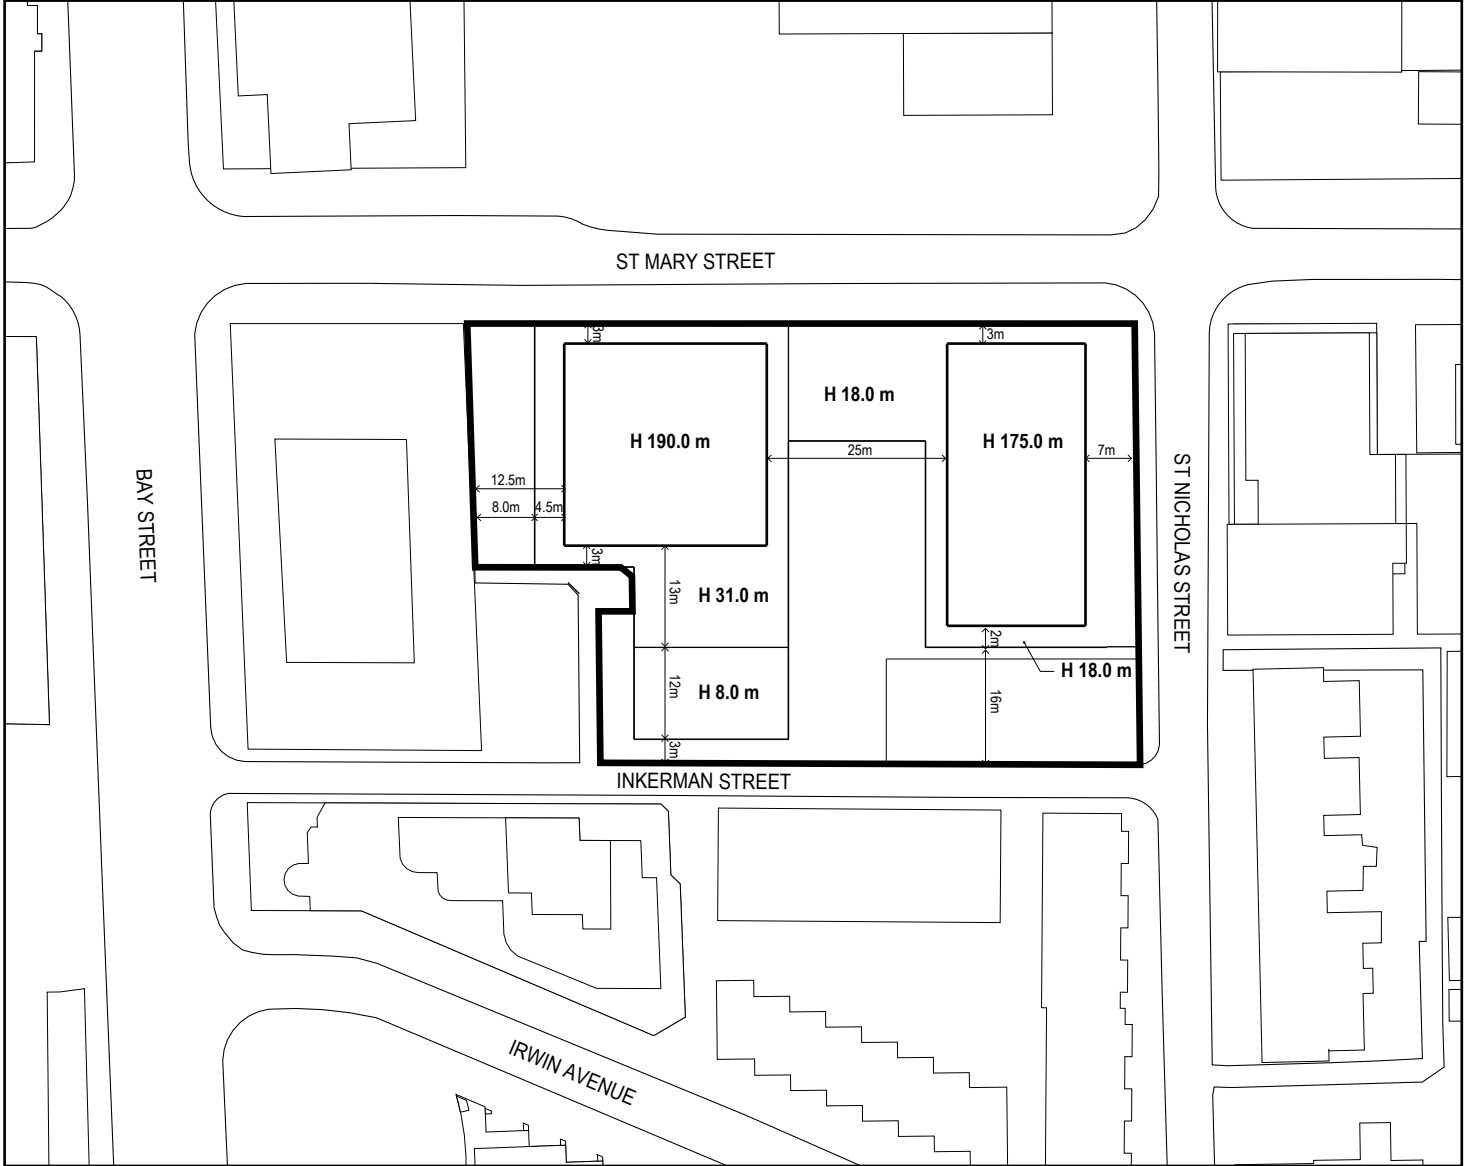 ST MARY STREET
3m
3m
H 18.0 m
H 190.0 m
H 175.0 m
25m
7m
12.5m
8.0m
4.5m
BAY STREET
ST NICHOLAS STREET
3m
13m
H 31.0 m
2m
H 18.0 m
12m
H 8.0 m
16m
3m
INKERMAN STREET
IRWIN AVENUE